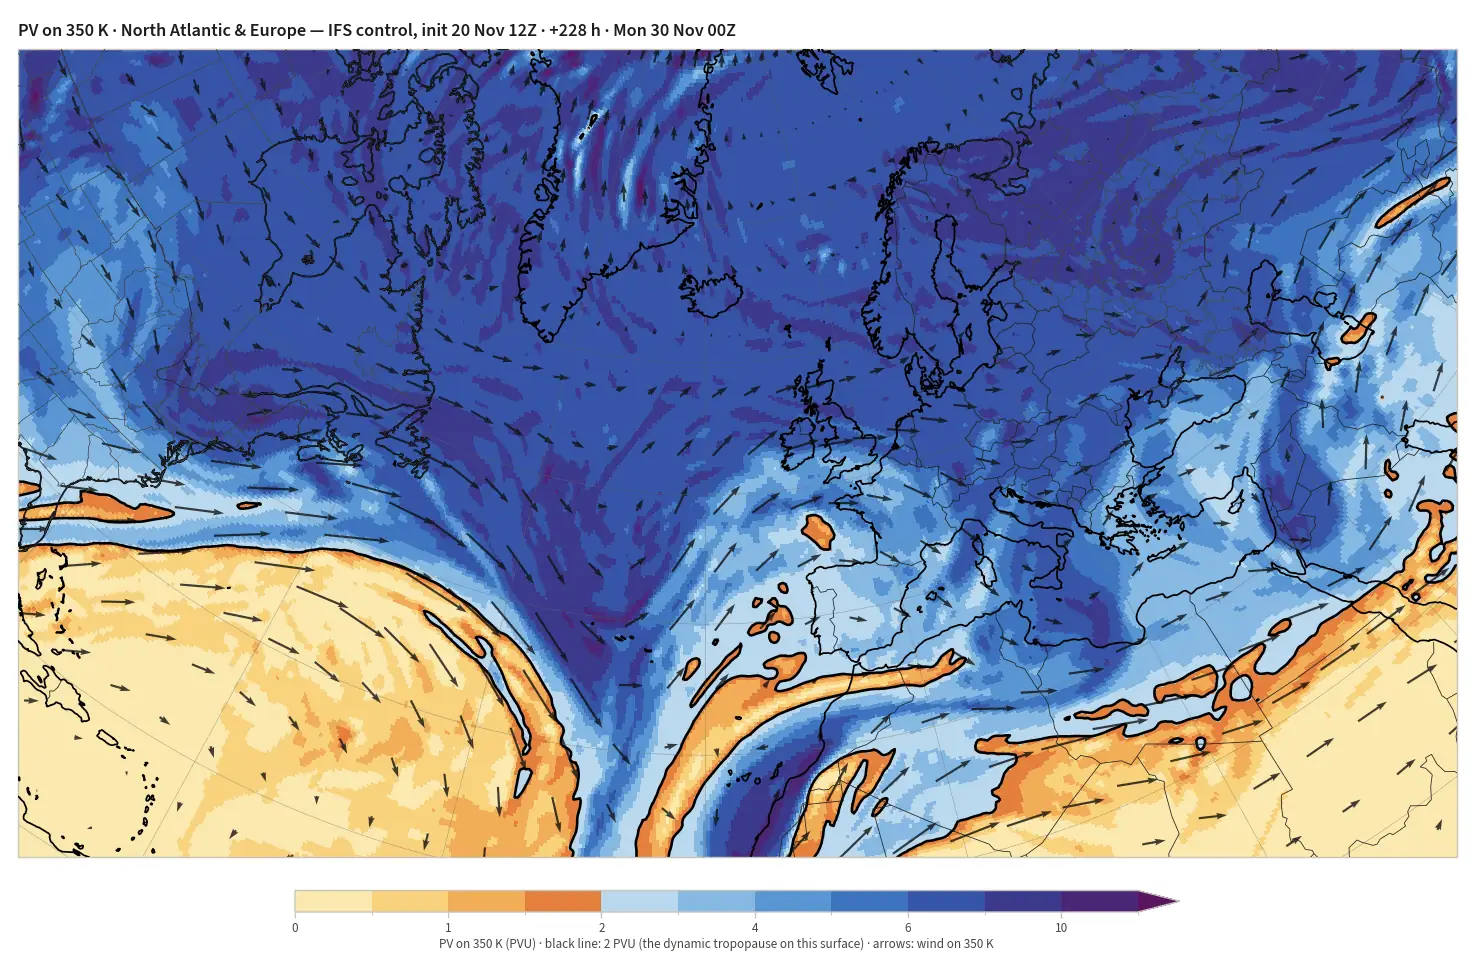 PV on 350 K · North Atlantic & Europe — IFS control, init 20 Nov 12Z · +228 h · Mon 30 Nov 00Z
0 1 2 4 6 10
PV on 350 K (PVU) · black line: 2 PVU (the dynamic tropopause on this surface) · arrows: wind on 350 K